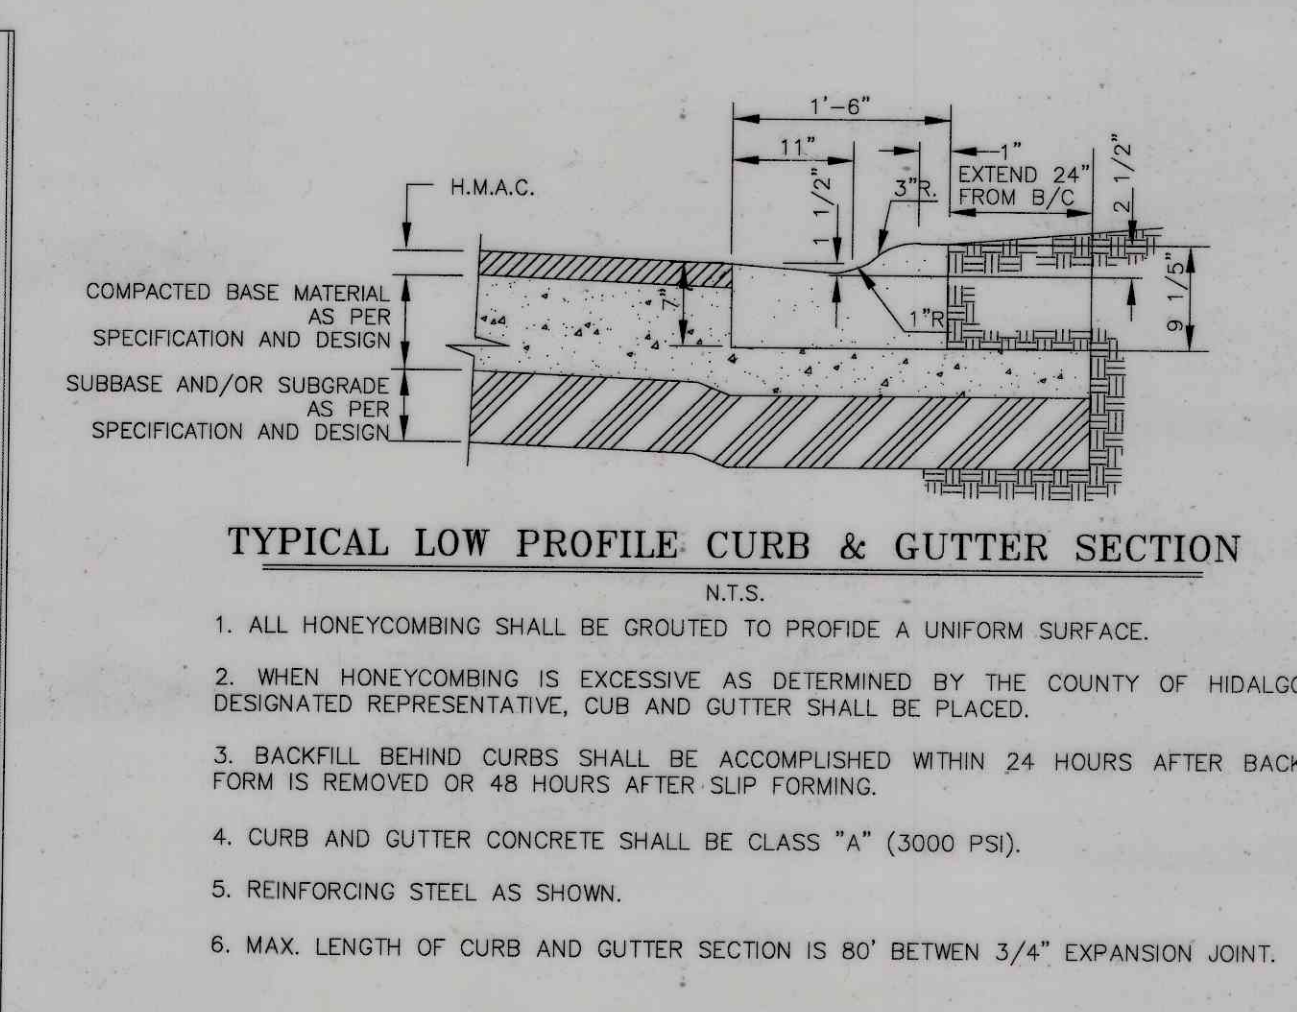 1'-6"
11"
1"
EXTEND 24"
FROM B/C
2 1/2"
1 1/2"
3"R.
H.M.A.C.
7"
1"R
9 1/5"
COMPACTED BASE MATERIAL
AS PER
SPECIFICATION AND DESIGN
SUBBASE AND/OR SUBGRADE
AS PER
SPECIFICATION AND DESIGN
TYPICAL LOW PROFILE CURB & GUTTER SECTION
N.T.S.
1. ALL HONEYCOMBING SHALL BE GROUTED TO PROFIDE A UNIFORM SURFACE.
2. WHEN HONEYCOMBING IS EXCESSIVE AS DETERMINED BY THE COUNTY OF HIDALGO
DESIGNATED REPRESENTATIVE, CUB AND GUTTER SHALL BE PLACED.
3. BACKFILL BEHIND CURBS SHALL BE ACCOMPLISHED WITHIN 24 HOURS AFTER BACK
FORM IS REMOVED OR 48 HOURS AFTER SLIP FORMING.
4. CURB AND GUTTER CONCRETE SHALL BE CLASS "A" (3000 PSI).
5. REINFORCING STEEL AS SHOWN.
6. MAX. LENGTH OF CURB AND GUTTER SECTION IS 80' BETWEN 3/4" EXPANSION JOINT.